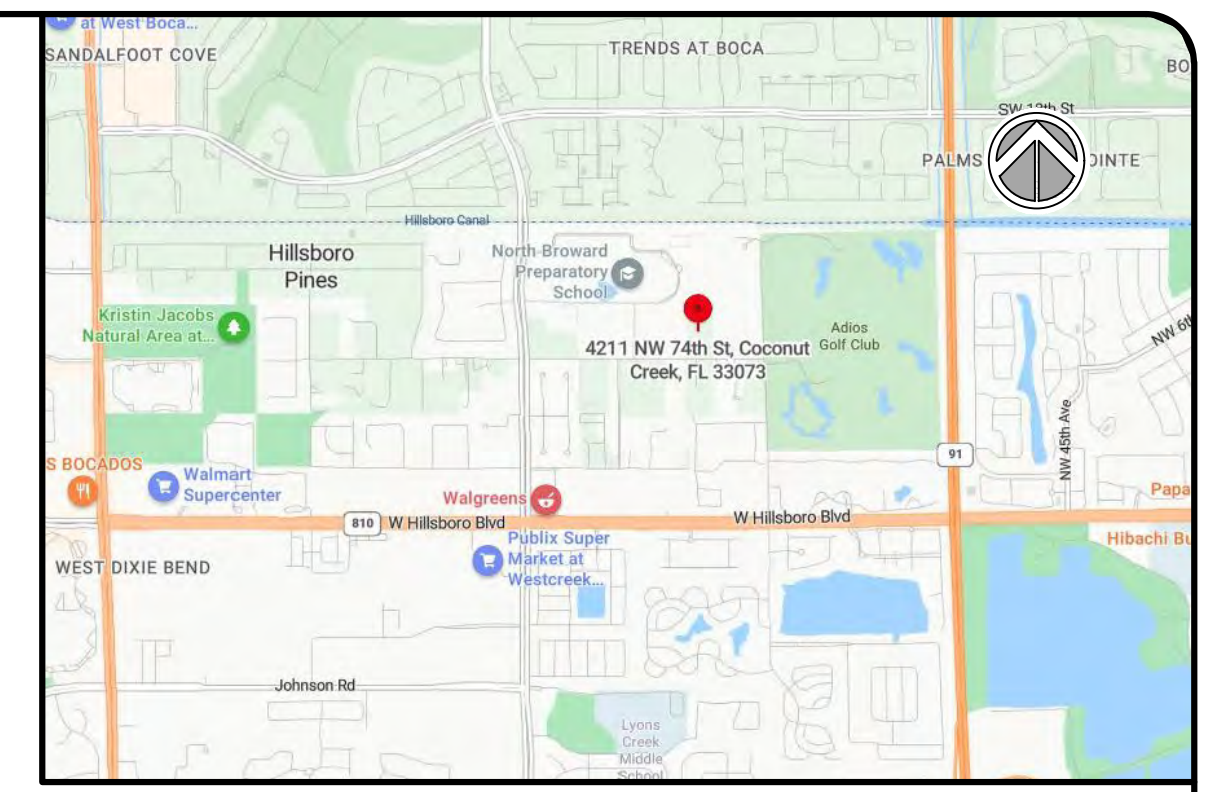 at West Boca...
SANDALFOOT COVE
TRENDS AT BOCA
BO
SW 18th St
PALMS
OINTE
Hillsboro Canal
Hillsboro
Pines
North Broward
Preparatory
School
Kristin Jacobs
Natural Area at...
4211 NW 74th St, Coconut
Creek, FL 33073
Adios
Golf Club
NW 6t
NW 45th Ave
91
S BOCADOS
Walmart
Supercenter
Walgreens
Papa
810
W Hillsboro Blvd
W Hillsboro Blvd
Publix Super
Market at
Westcreek...
Hibachi Bu
WEST DIXIE BEND
Johnson Rd
Lyons
Creek
Middle
School